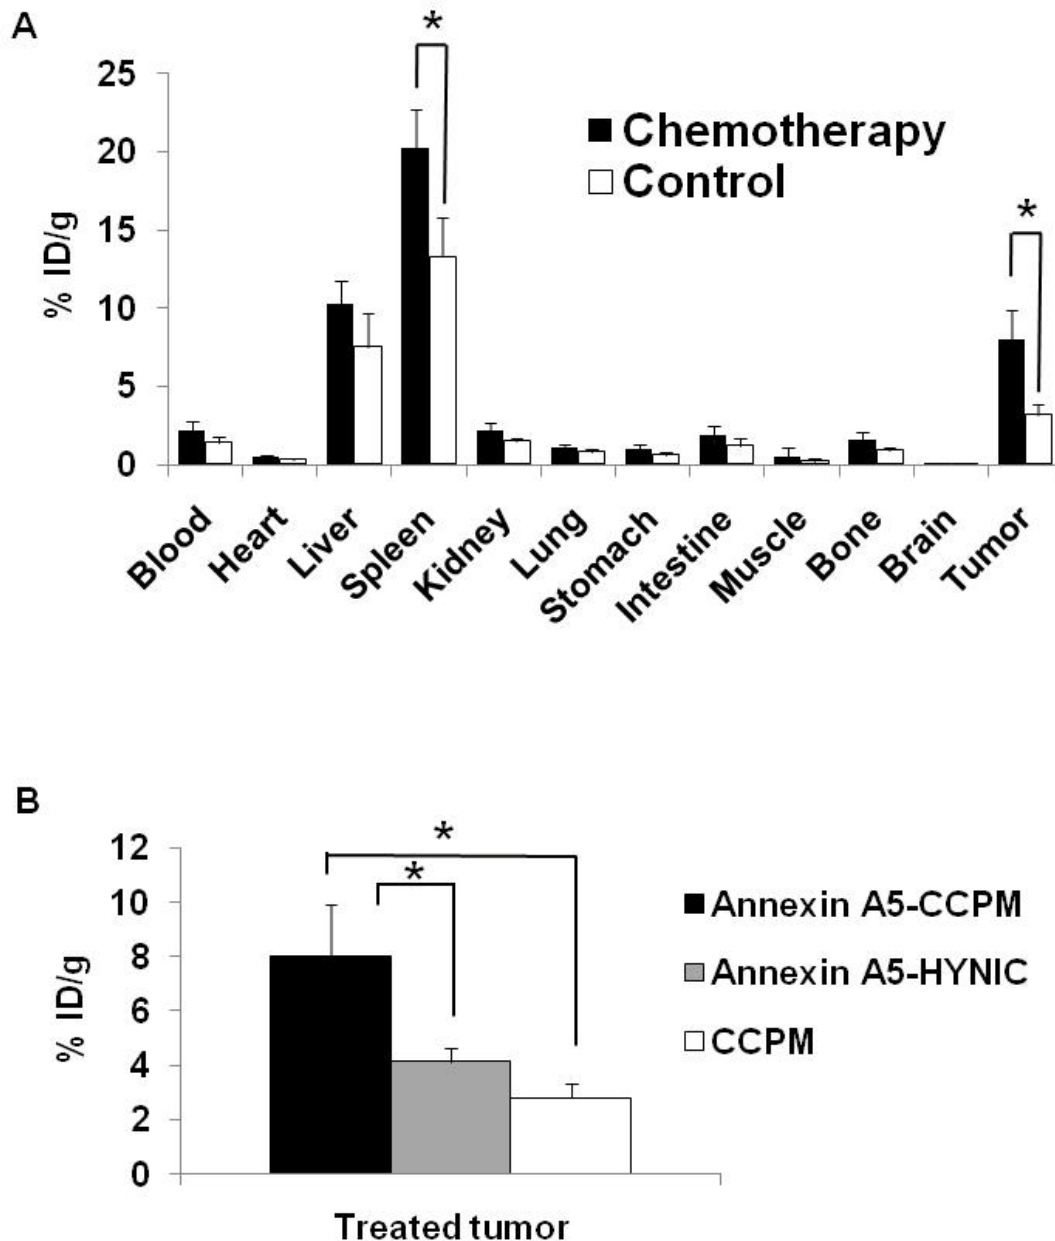 A
*
25
20
15
10
5
0
% ID/g
Chemotherapy
Control
*
Blood
Heart
Liver
Spleen
Kidney
Lung
Stomach
Intestine
Muscle
Bone
Brain
Tumor
B
*
*
12
10
8
6
4
2
0
% ID/g
Annexin A5-CCPM
Annexin A5-HYNIC
CCPM
Treated tumor